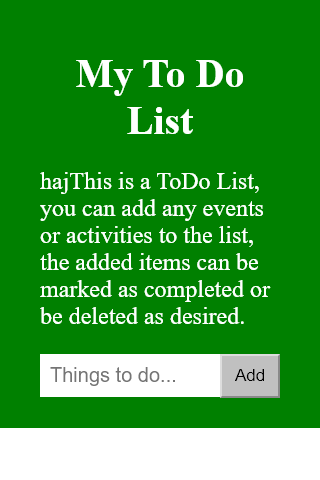 My To Do
List
hajThis is a ToDo List,
you can add any events
or activities to the list,
the added items can be
marked as completed or
be deleted as desired.
Things to do... Add